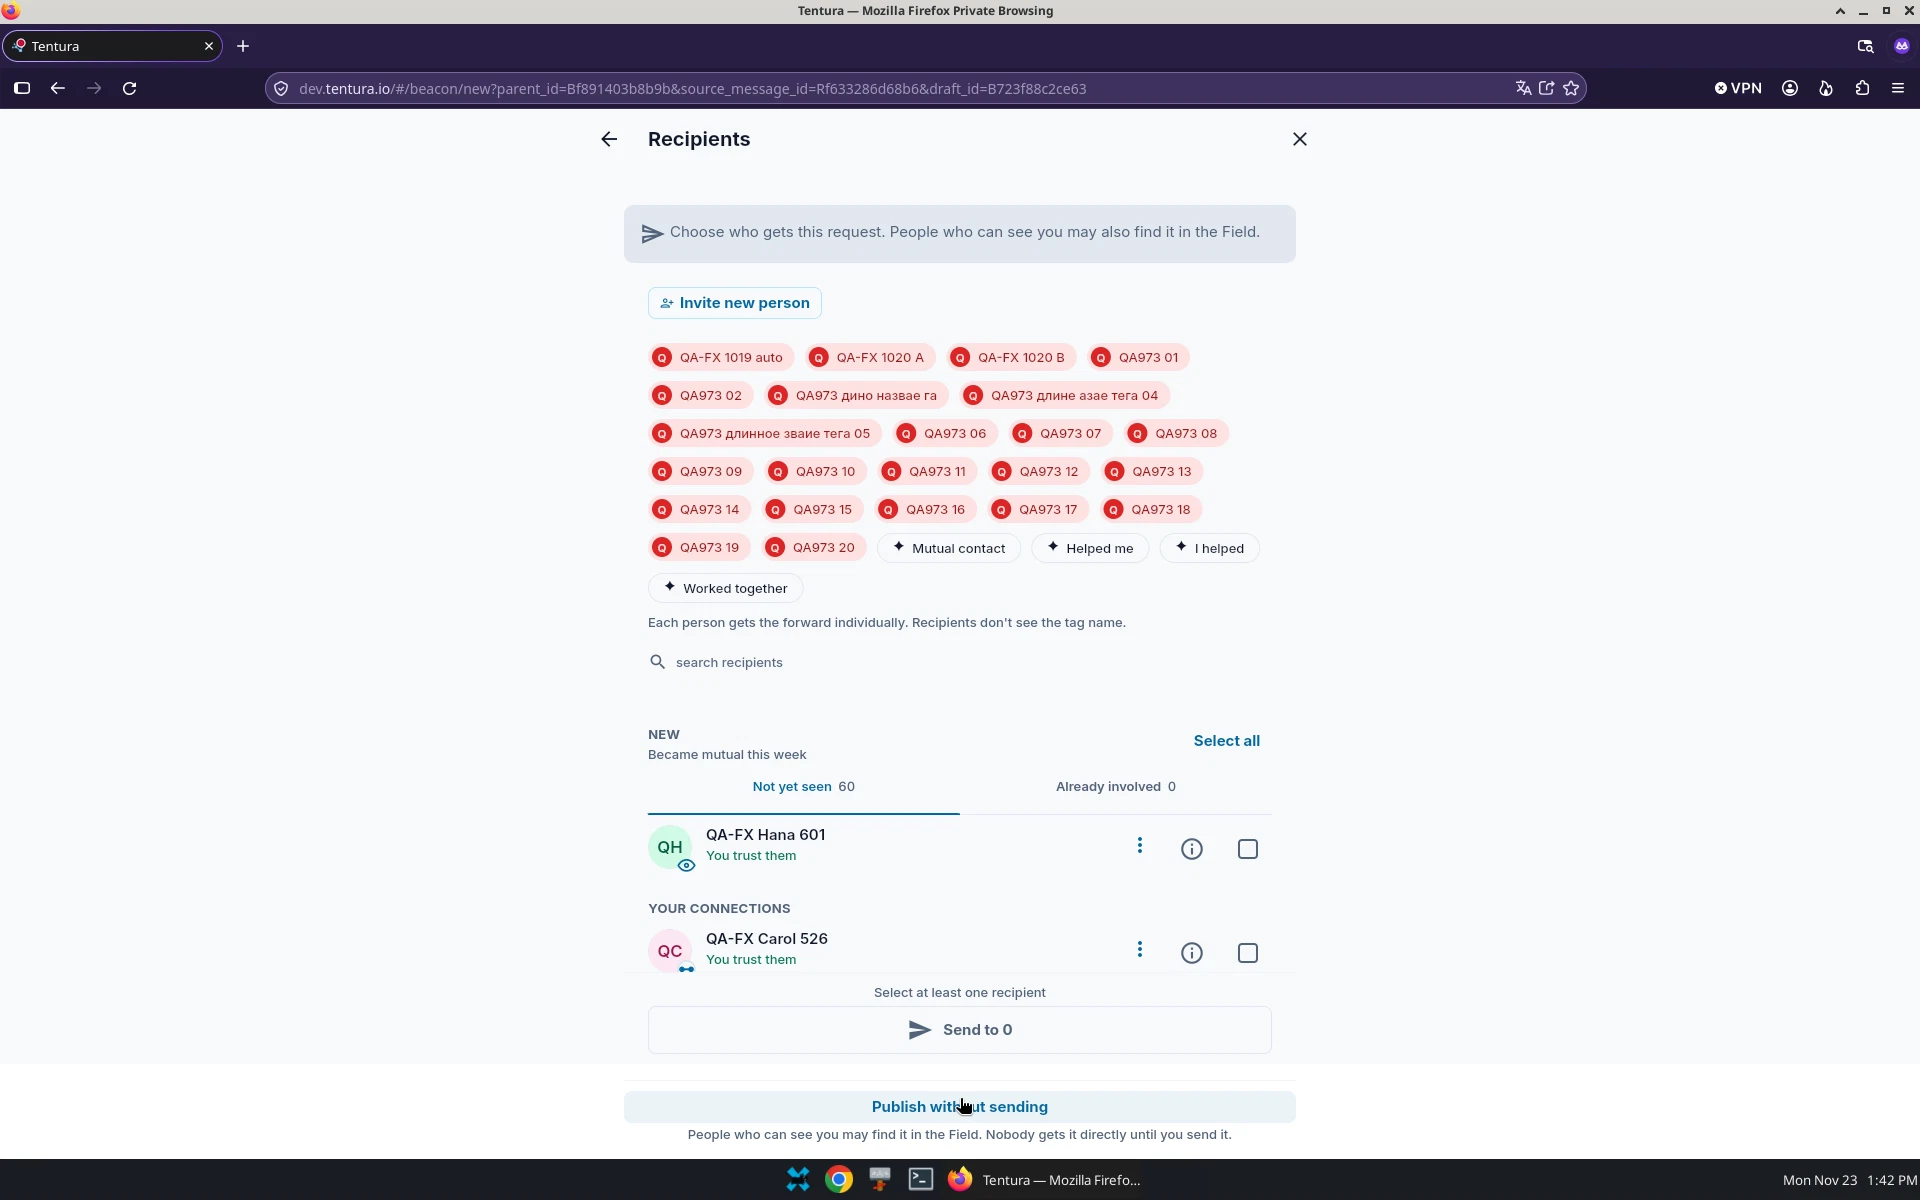 Tentura — Mozilla Firefox Private Browsing
Tentura
dev.tentura.io/#/beacon/new?parent_id=Bf891403b8b9b&source_message_id=Rf633286d68b6&draft_id=B723f88c2ce63
VPN
Recipients
Choose who gets this request. People who can see you may also find it in the Field.
Invite new person
Q QA-FX 1019 auto Q QA-FX 1020 A Q QA-FX 1020 B Q QA973 01
Q QA973 02 Q QA973 дино назвае га Q QA973 длине азае тега 04
Q QA973 длинное зваие тега 05 Q QA973 06 Q QA973 07 Q QA973 08
Q QA973 09 Q QA973 10 Q QA973 11 Q QA973 12 Q QA973 13
Q QA973 14 Q QA973 15 Q QA973 16 Q QA973 17 Q QA973 18
Q QA973 19 Q QA973 20 Mutual contact Helped me I helped
Worked together
Each person gets the forward individually. Recipients don't see the tag name.
search recipients
NEW
Became mutual this week
Select all
Not yet seen 60 Already involved 0
QH QA-FX Hana 601
You trust them
YOUR CONNECTIONS
QC QA-FX Carol 526
You trust them
Select at least one recipient
Send to 0
Publish without sending
People who can see you may find it in the Field. Nobody gets it directly until you send it.
Tentura — Mozilla Firefo... Mon Nov 23 1:42 PM